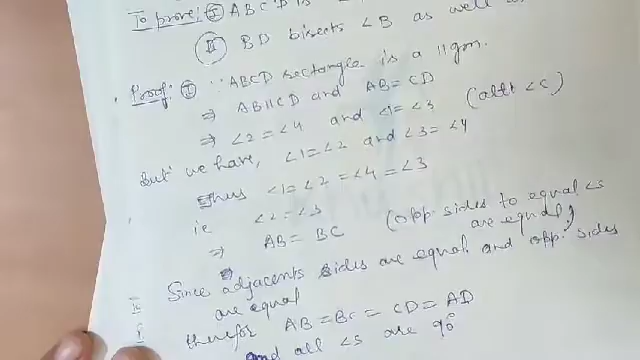 To prove: (I) ABCD is
(II) BD bisects ∠B as well
Proof: (I) ∵ ABCD rectangle is a ||gm.
⇒ AB||CD and AB = CD
⇒ ∠2 = ∠4 and ∠1 = ∠3 (alt ∠s)
But we have, ∠1 = ∠2 and ∠3 = ∠4
Thus ∠1 = ∠2 = ∠4 = ∠3
ie ∠2 = ∠3
⇒ AB = BC (opp. sides to equal ∠s are equal)
Since adjacents sides are equal and opp. sides
are equal
therefor AB = BC = CD = AD
and all ∠s are 90°